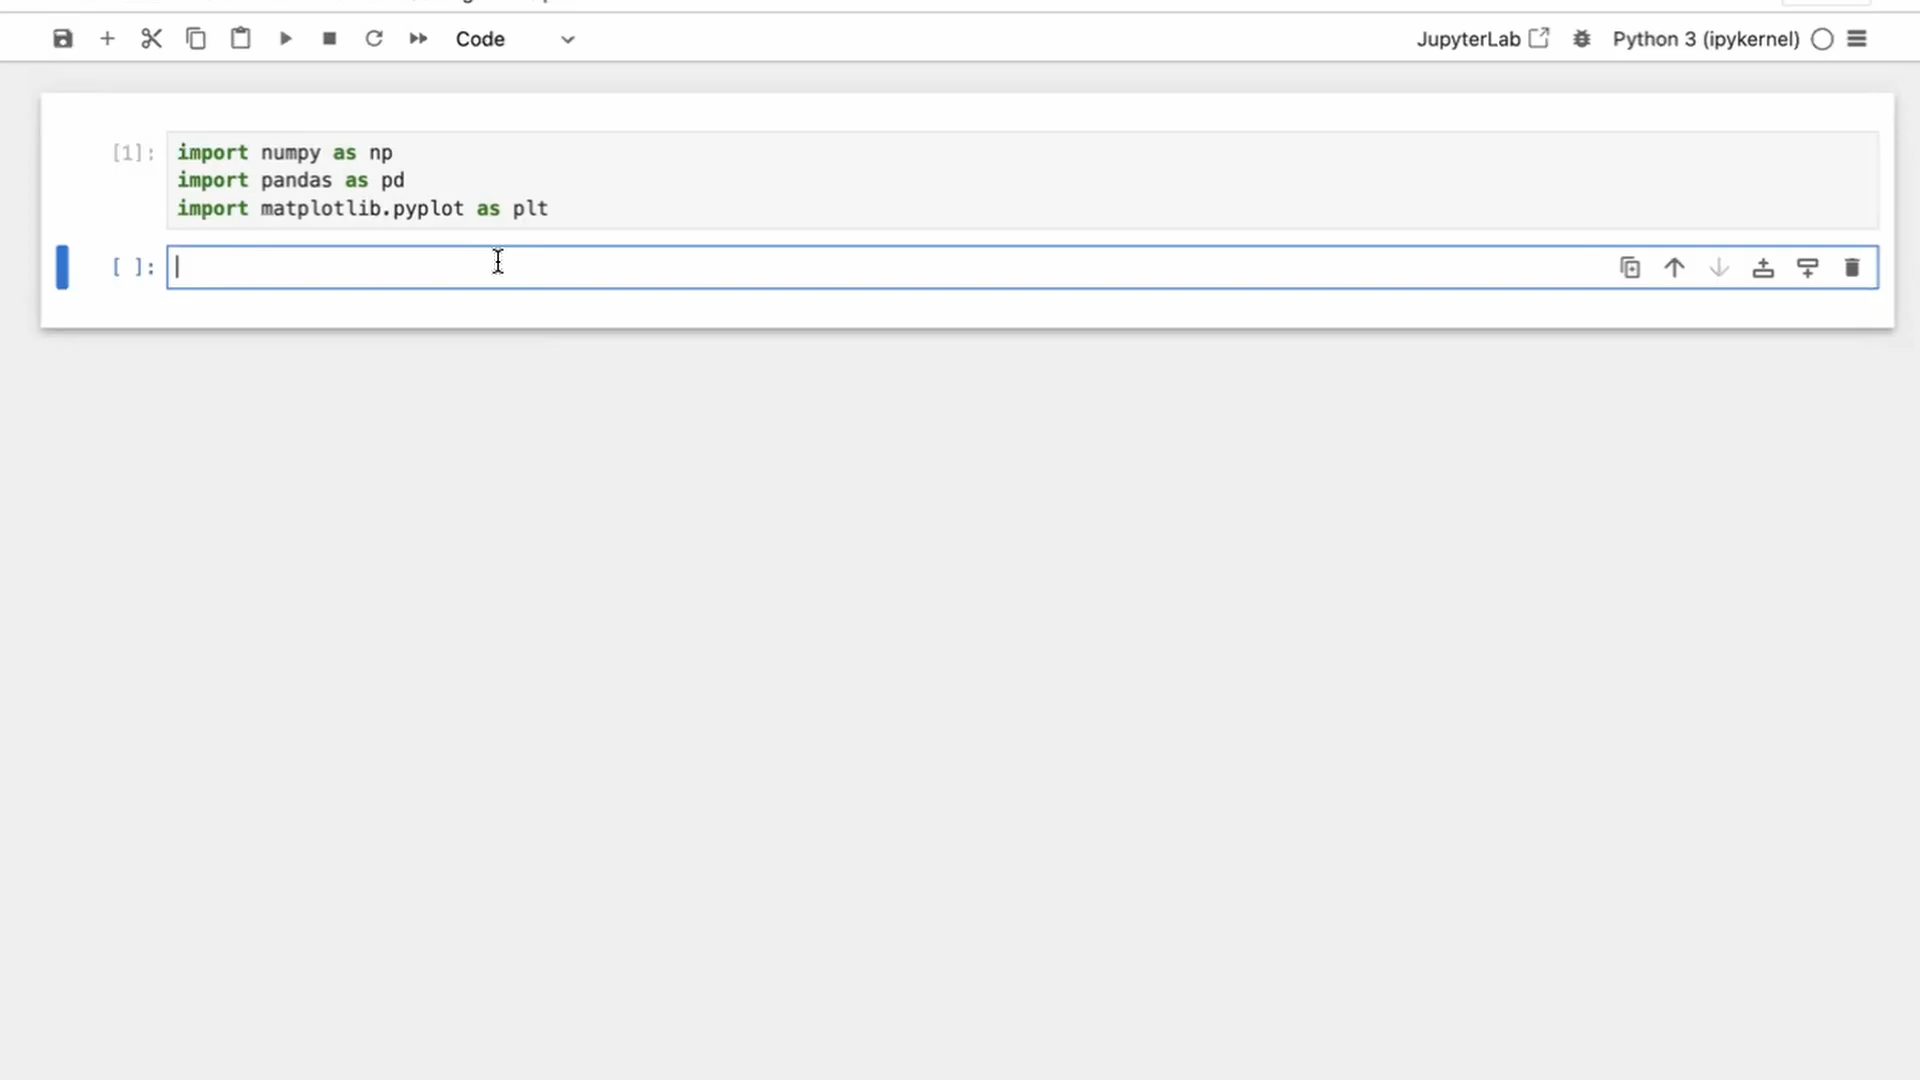 Code
JupyterLab
Python 3 (ipykernel)
[1]:
import numpy as np
import pandas as pd
import matplotlib.pyplot as plt
[ ]: